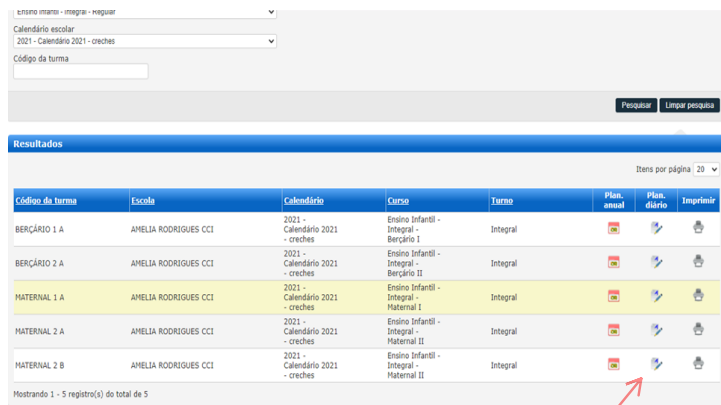 Ensino Infantil - Integral - Regular
Calendário escolar
2021 - Calendário 2021 - creches
Código da turma
Pesquisar Limpar pesquisa
Resultados
Itens por página 20
Código da turma Escola Calendário Curso Turno Plan. anual Plan. diário Imprimir
BERÇÁRIO 1 A AMELIA RODRIGUES CCI 2021 - Calendário 2021 - creches Ensino Infantil - Integral - Berçário I Integral
BERÇÁRIO 2 A AMELIA RODRIGUES CCI 2021 - Calendário 2021 - creches Ensino Infantil - Integral - Berçário II Integral
MATERNAL 1 A AMELIA RODRIGUES CCI 2021 - Calendário 2021 - creches Ensino Infantil - Integral - Maternal I Integral
MATERNAL 2 A AMELIA RODRIGUES CCI 2021 - Calendário 2021 - creches Ensino Infantil - Integral - Maternal II Integral
MATERNAL 2 B AMELIA RODRIGUES CCI 2021 - Calendário 2021 - creches Ensino Infantil - Integral - Maternal II Integral
Mostrando 1 - 5 registro(s) do total de 5